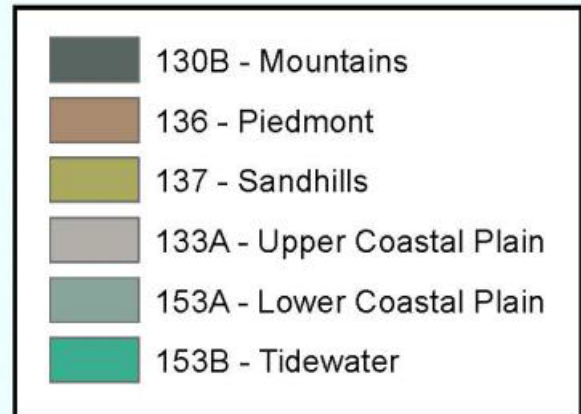 130B - Mountains
136 - Piedmont
137 - Sandhills
133A - Upper Coastal Plain
153A - Lower Coastal Plain
153B - Tidewater